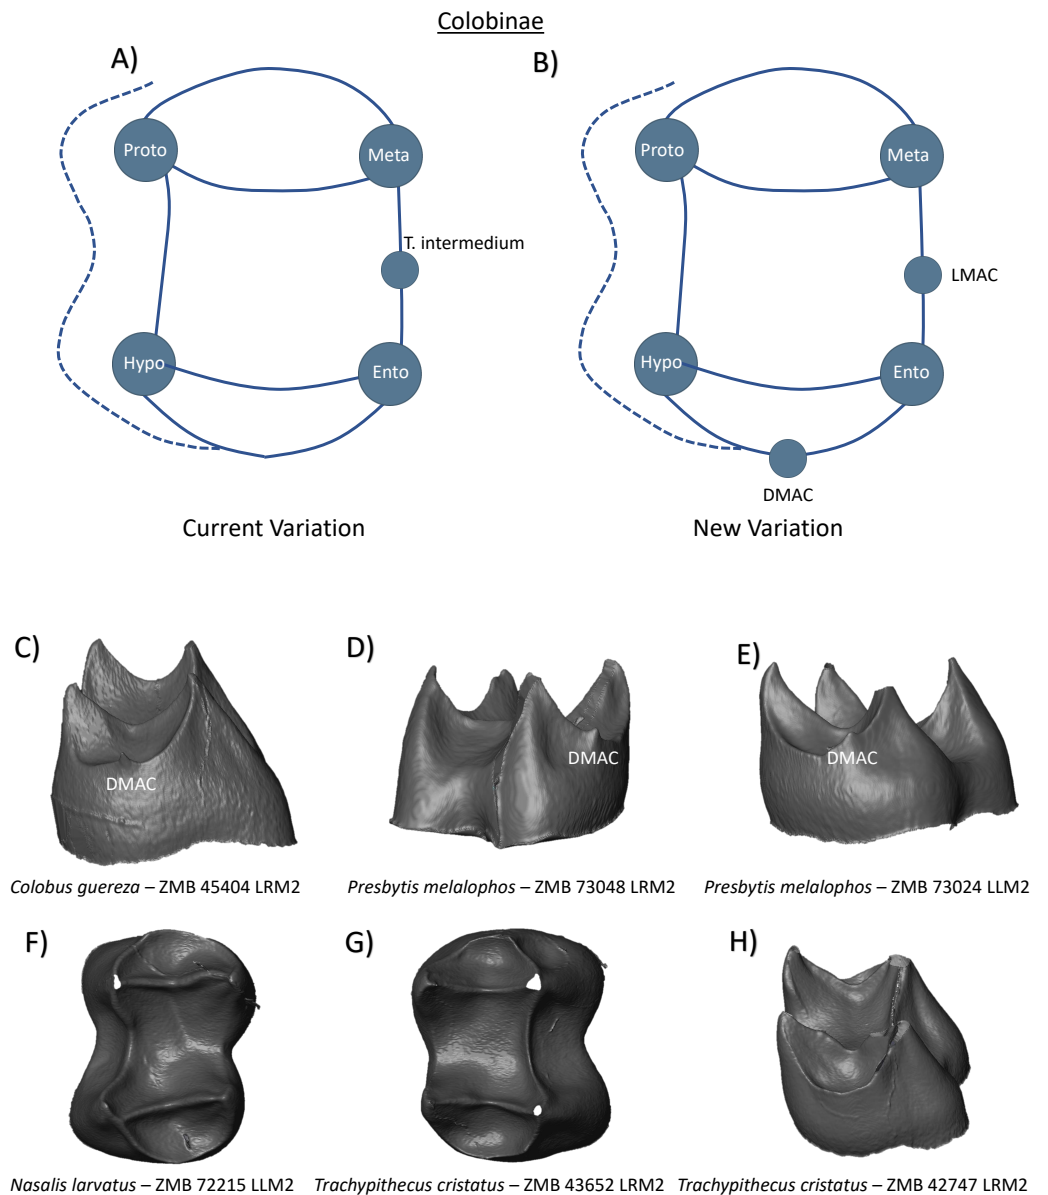 Colobinae
A) B)
Proto Meta Proto Meta
T. intermedium
LMAC
Hypo Ento Hypo Ento
DMAC
Current Variation New Variation
C) D) E)
DMAC DMAC DMAC
Colobus guereza – ZMB 45404 LRM2 Presbytis melalophos – ZMB 73048 LRM2 Presbytis melalophos – ZMB 73024 LLM2
F) G) H)
Nasalis larvatus – ZMB 72215 LLM2 Trachypithecus cristatus – ZMB 43652 LRM2 Trachypithecus cristatus – ZMB 42747 LRM2